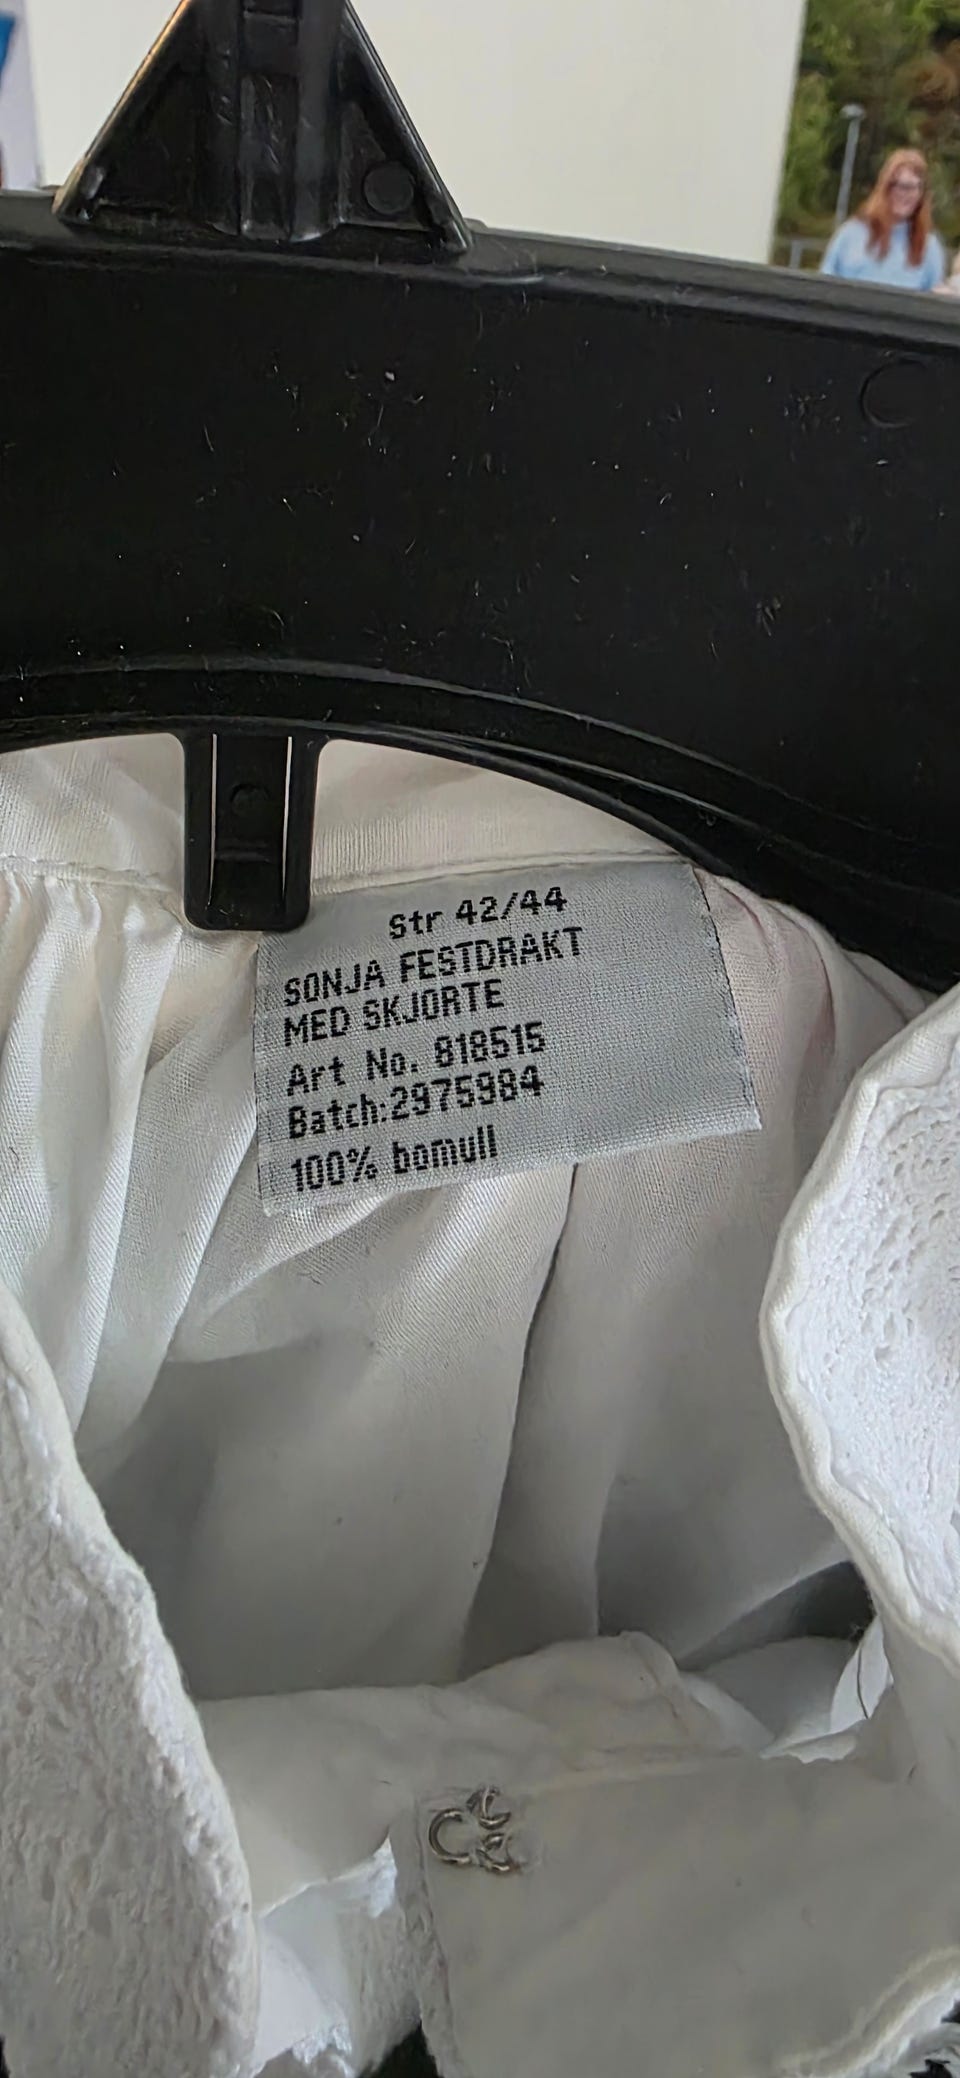 Str 42/44
SONJA FESTDRAKT
MED SKJORTE
Art No. 818515
Batch:2975984
100% bomull